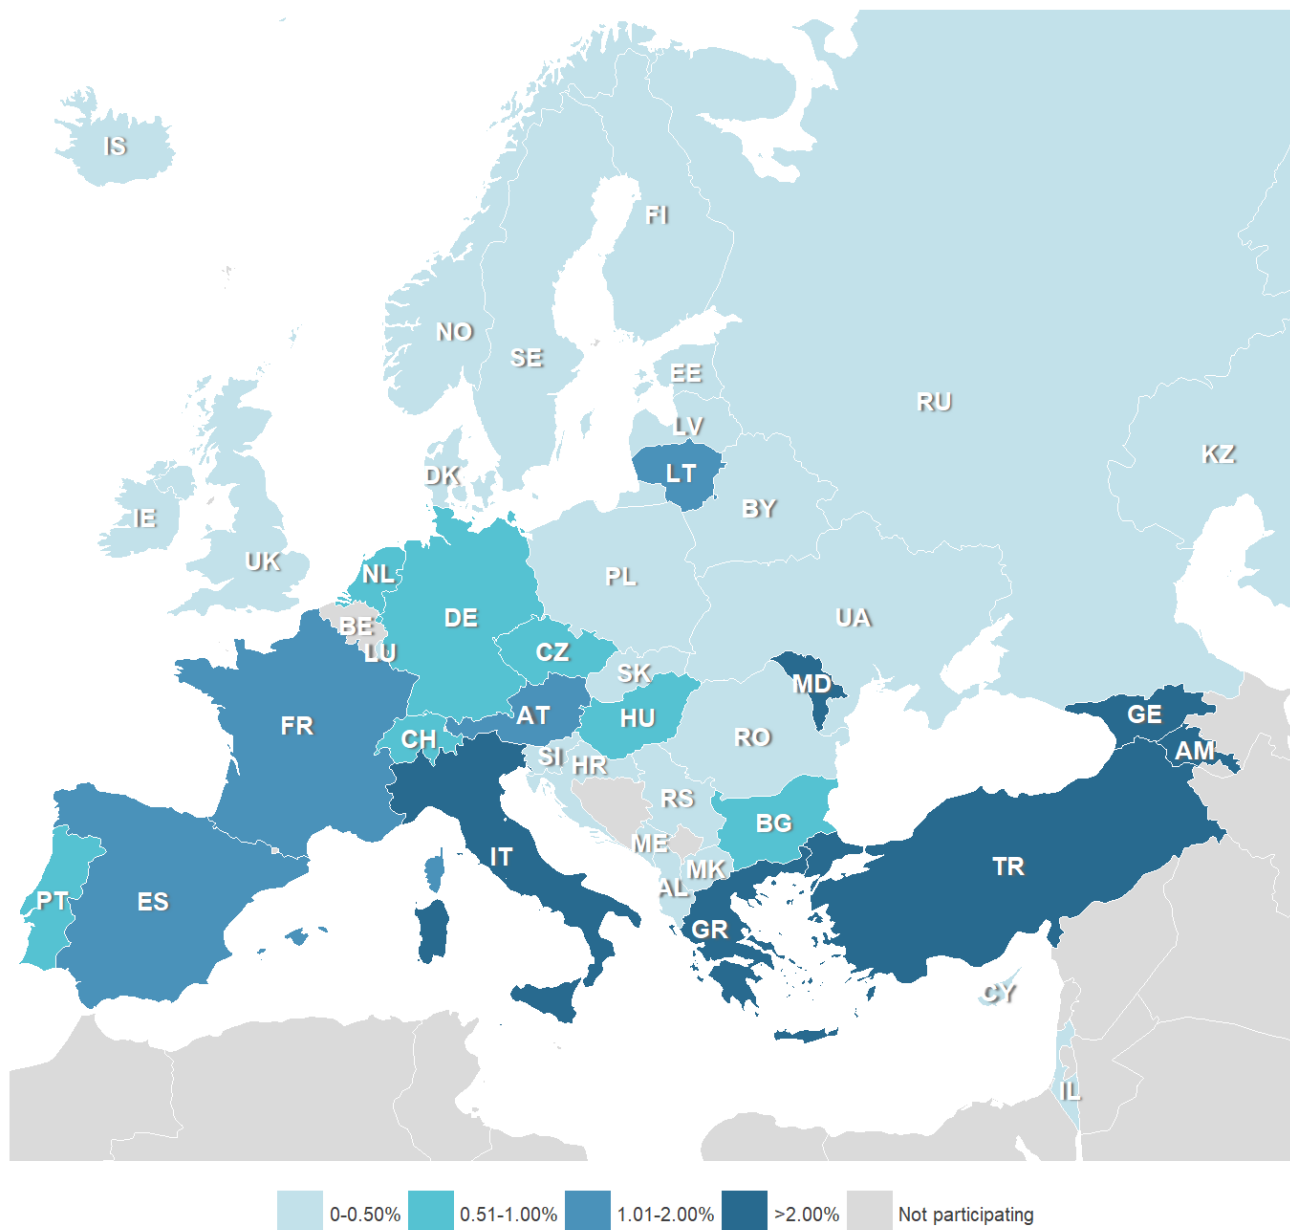 IS
FI
NO
SE
EE
RU
LV
KZ
LT
DK
BY
IE
UK
NL
PL
DE
UA
BE
LU
CZ
SK
MD
AT
HU
GE
FR
CH
RO
AM
SI
HR
RS
BG
ME
MK
IT
TR
AL
PT
ES
GR
CY
IL
0-0.50% 0.51-1.00% 1.01-2.00% >2.00% Not participating